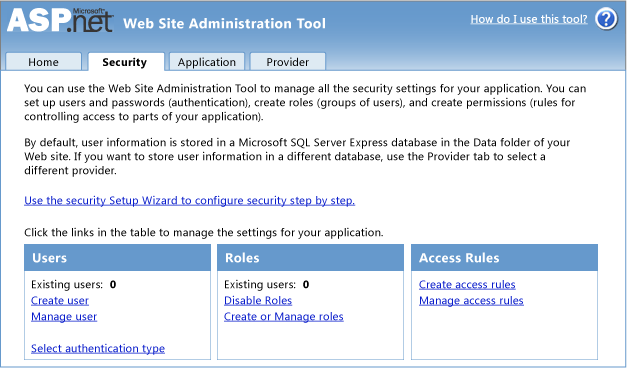 Microsoft
ASP.net Web Site Administration Tool
How do I use this tool? ?
Home Security Application Provider
You can use the Web Site Administration Tool to manage all the security settings for your application. You can
set up users and passwords (authentication), create roles (groups of users), and create permissions (rules for
controlling access to parts of your application).
By default, user information is stored in a Microsoft SQL Server Express database in the Data folder of your
Web site. If you want to store user information in a different database, use the Provider tab to select a
different provider.
Use the security Setup Wizard to configure security step by step.
Click the links in the table to manage the settings for your application.
Users
Existing users: 0
Create user
Manage user
Select authentication type
Roles
Existing users: 0
Disable Roles
Create or Manage roles
Access Rules
Create access rules
Manage access rules